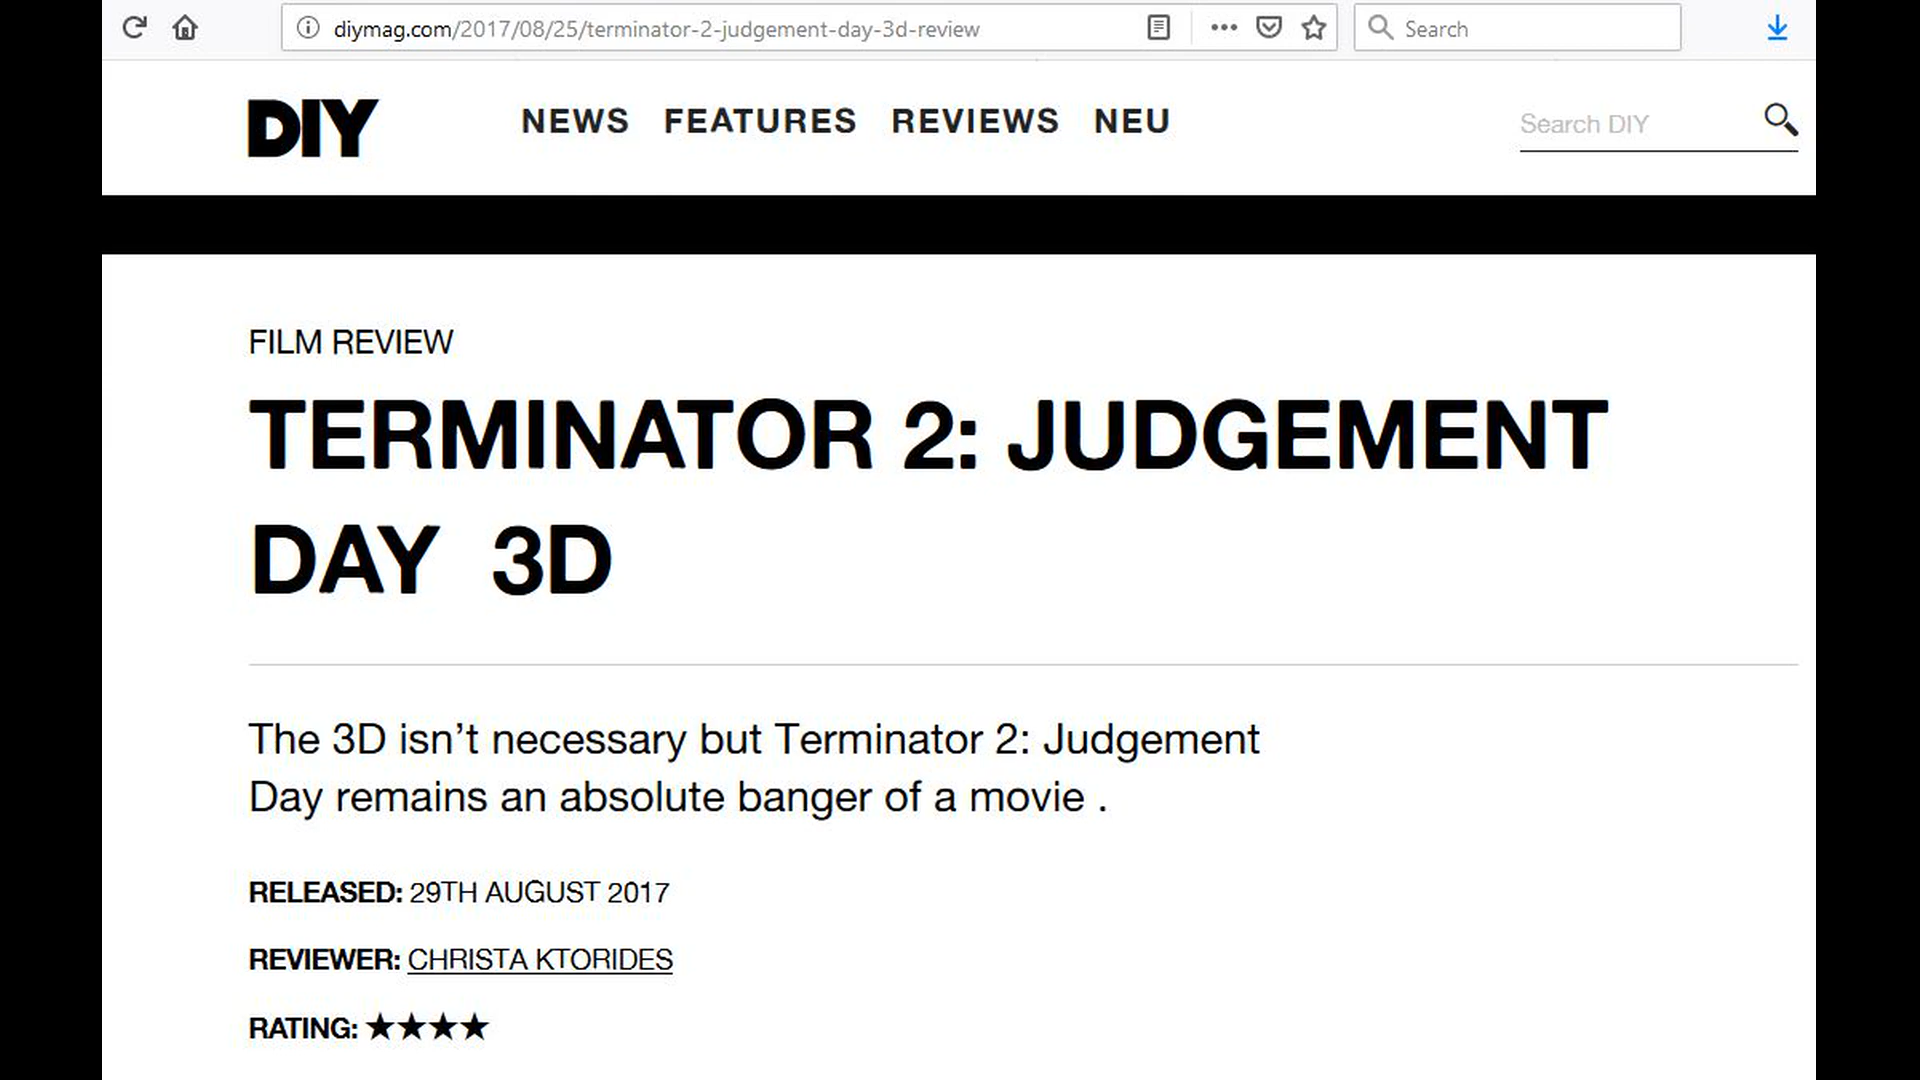 diymag.com/2017/08/25/terminator-2-judgement-day-3d-review
Search
DIY
NEWS FEATURES REVIEWS NEU
Search DIY
FILM REVIEW
TERMINATOR 2: JUDGEMENT
DAY 3D
The 3D isn’t necessary but Terminator 2: Judgement
Day remains an absolute banger of a movie .
RELEASED: 29TH AUGUST 2017
REVIEWER: CHRISTA KTORIDES
RATING: ★★★★